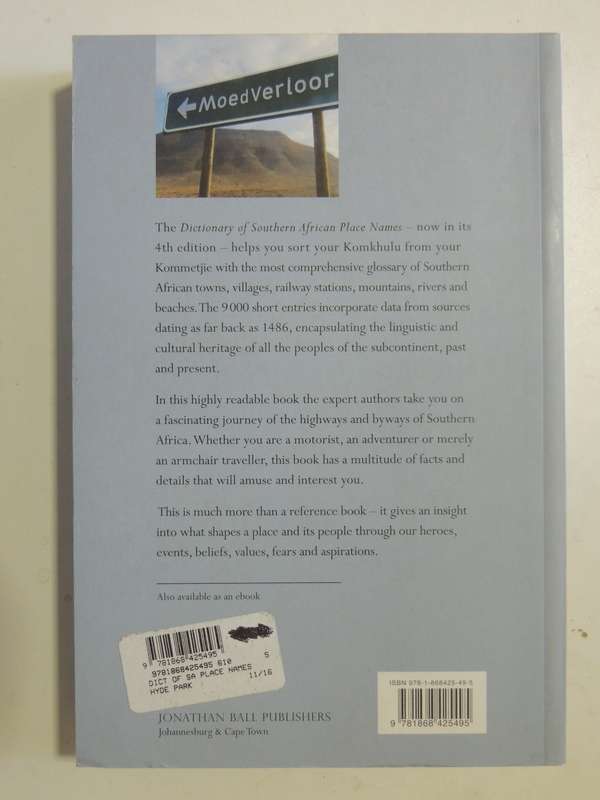 MoedVerloor
The Dictionary of Southern African Place Names – now in its
4th edition – helps you sort your Komkhulu from your
Kommetjie with the most comprehensive glossary of Southern
African towns, villages, railway stations, mountains, rivers and
beaches. The 9 000 short entries incorporate data from sources
dating as far back as 1486, encapsulating the linguistic and
cultural heritage of all the peoples of the subcontinent, past
and present.
In this highly readable book the expert authors take you on
a fascinating journey of the highways and byways of Southern
Africa. Whether you are a motorist, an adventurer or merely
an armchair traveller, this book has a multitude of facts and
details that will amuse and interest you.
This is much more than a reference book – it gives an insight
into what shapes a place and its people through our heroes,
events, beliefs, values, fears and aspirations.
Also available as an ebook
9 781868 425495
9781868425495 610 S
DICT OF SA PLACE NAMES
HYDE PARK 11/16
ISBN 978-1-868425-49-5
9 781868 425495
JONATHAN BALL PUBLISHERS
Johannesburg & Cape Town